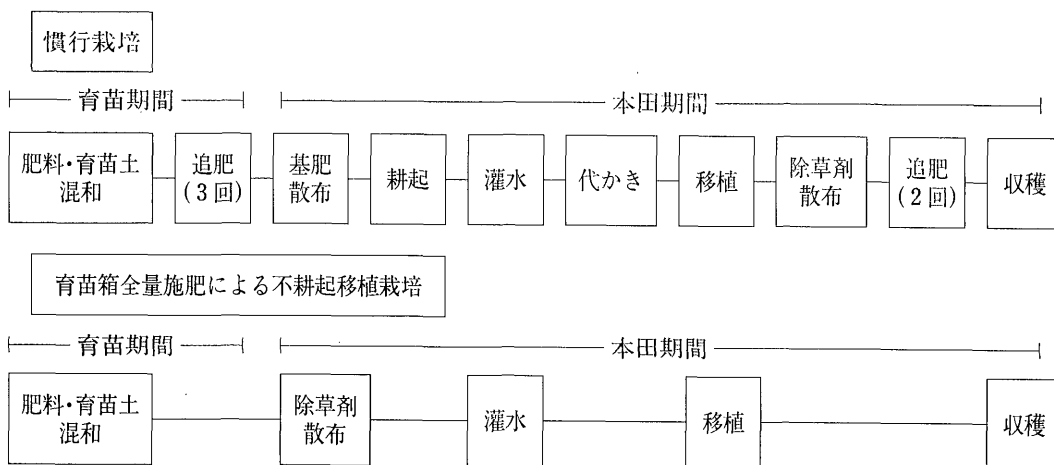 慣行栽培
育苗期間 本田期間
肥料・育苗土 追肥 基肥 耕起 灌水 代かき 移植 除草剤 追肥 収穫
混和 (3回) 散布 散布 (2回)
育苗箱全量施肥による不耕起移植栽培
育苗期間 本田期間
肥料・育苗土 除草剤 灌水 移植 収穫
混和 散布